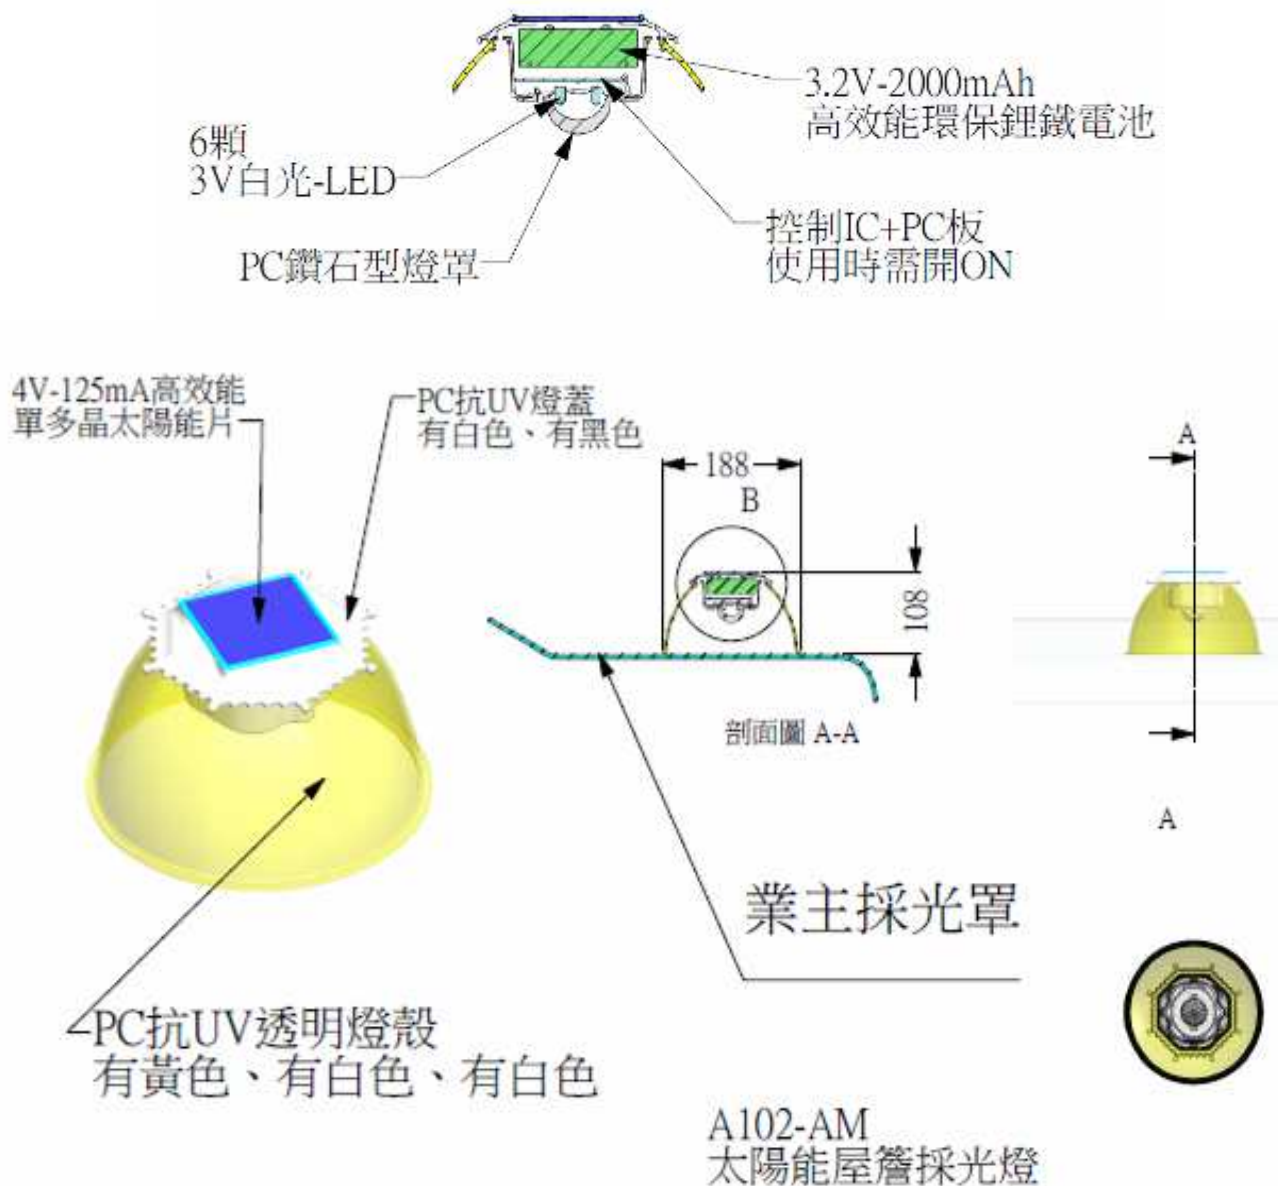 3.2V-2000mAh
高效能環保鋰鐵電池
6顆
3V白光-LED
控制IC+PC板
使用時需開ON
PC鑽石型燈罩
4V-125mA高效能
單多晶太陽能片
PC抗UV燈蓋
有白色、有黑色
188
B
108
A
剖面圖 A-A
A
業主採光罩
PC抗UV透明燈殼
有黃色、有白色、有白色
A102-AM
太陽能屋簷採光燈